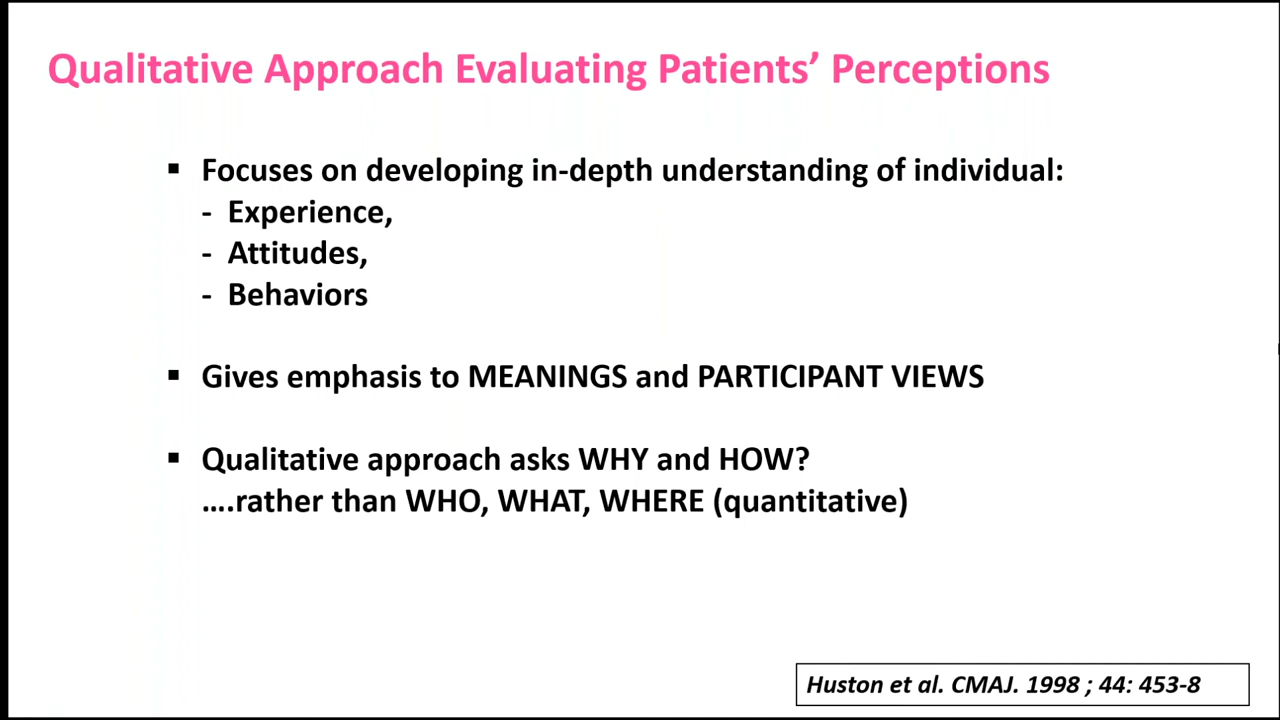 Qualitative Approach Evaluating Patients’ Perceptions
▪ Focuses on developing in-depth understanding of individual:
- Experience,
- Attitudes,
- Behaviors
▪ Gives emphasis to MEANINGS and PARTICIPANT VIEWS
▪ Qualitative approach asks WHY and HOW?
....rather than WHO, WHAT, WHERE (quantitative)
Huston et al. CMAJ. 1998 ; 44: 453-8